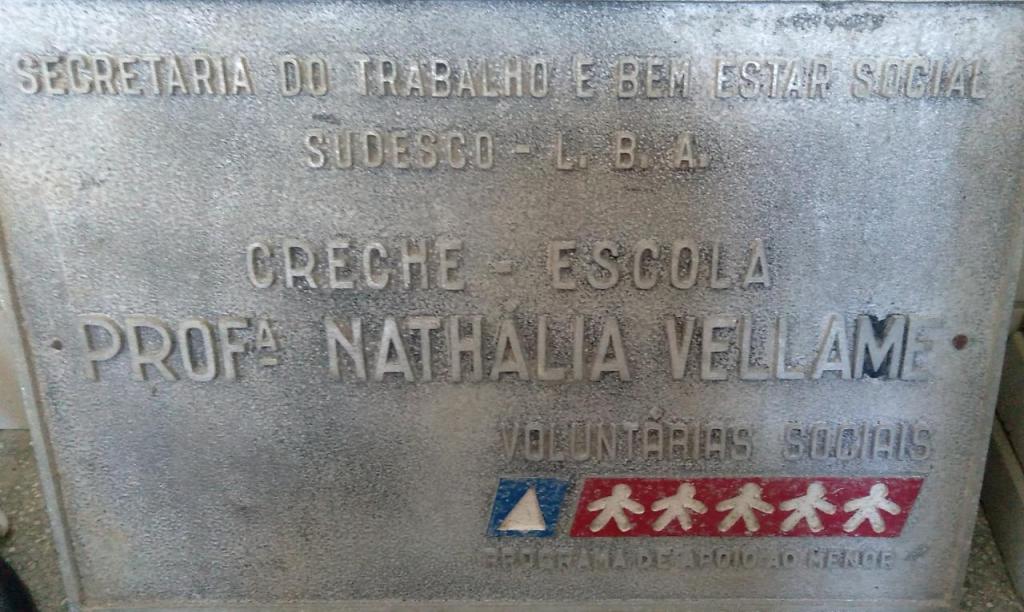 SECRETARIA DO TRABALHO E BEM ESTAR SOCIAL
SUDESCO - L. B. A.
CRECHE - ESCOLA
PROFª NATHÁLIA VELLAME
VOLUNTÁRIAS SOCIAIS
PROGRAMA DE APOIO AO MENOR